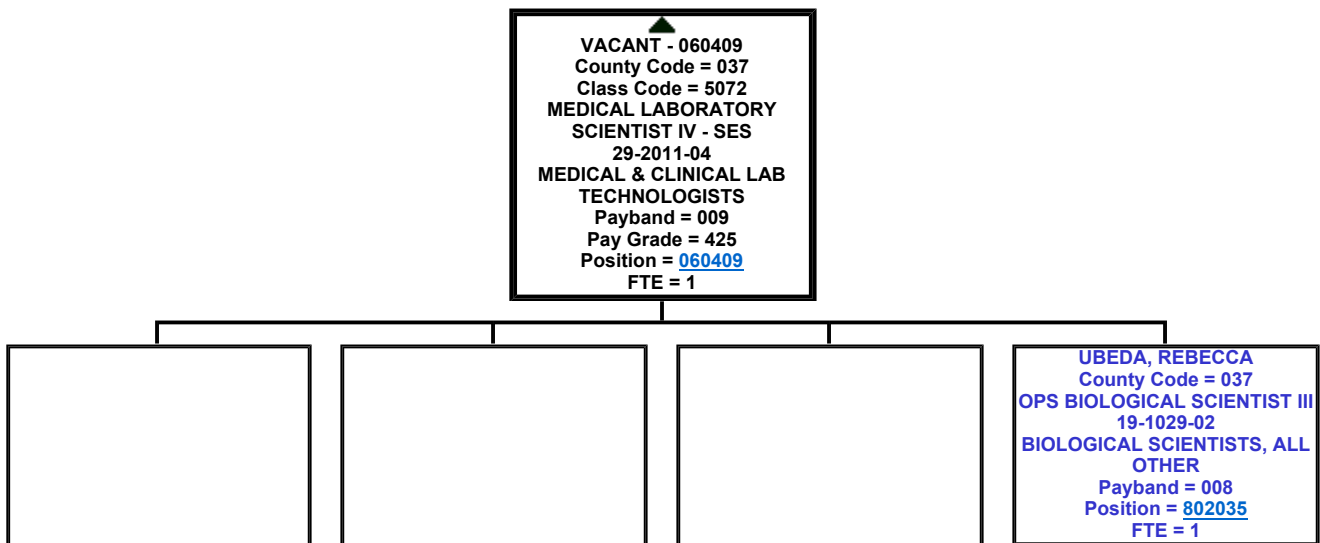 VACANT - 060409
County Code = 037
Class Code = 5072
MEDICAL LABORATORY
SCIENTIST IV - SES
29-2011-04
MEDICAL & CLINICAL LAB
TECHNOLOGISTS
Payband = 009
Pay Grade = 425
Position = 060409
FTE = 1
UBEDA, REBECCA
County Code = 037
OPS BIOLOGICAL SCIENTIST III
19-1029-02
BIOLOGICAL SCIENTISTS, ALL
OTHER
Payband = 008
Position = 802035
FTE = 1